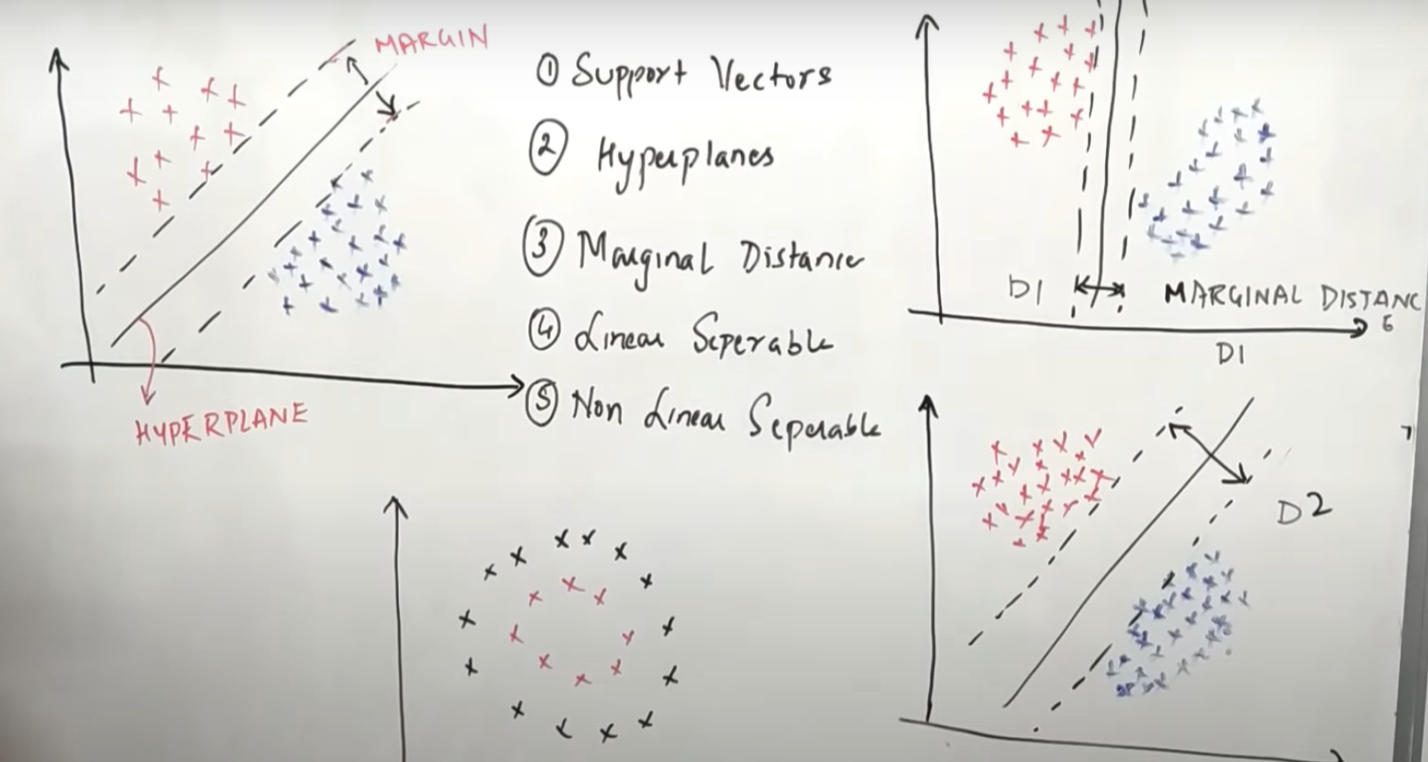 MARGIN
① Support Vectors
② Hyperplanes
③ Marginal Distance
④ Linear Seperable
⑤ Non Linear Seperable
HYPERPLANE
D1
MARGINAL DISTANCE
D1
D2